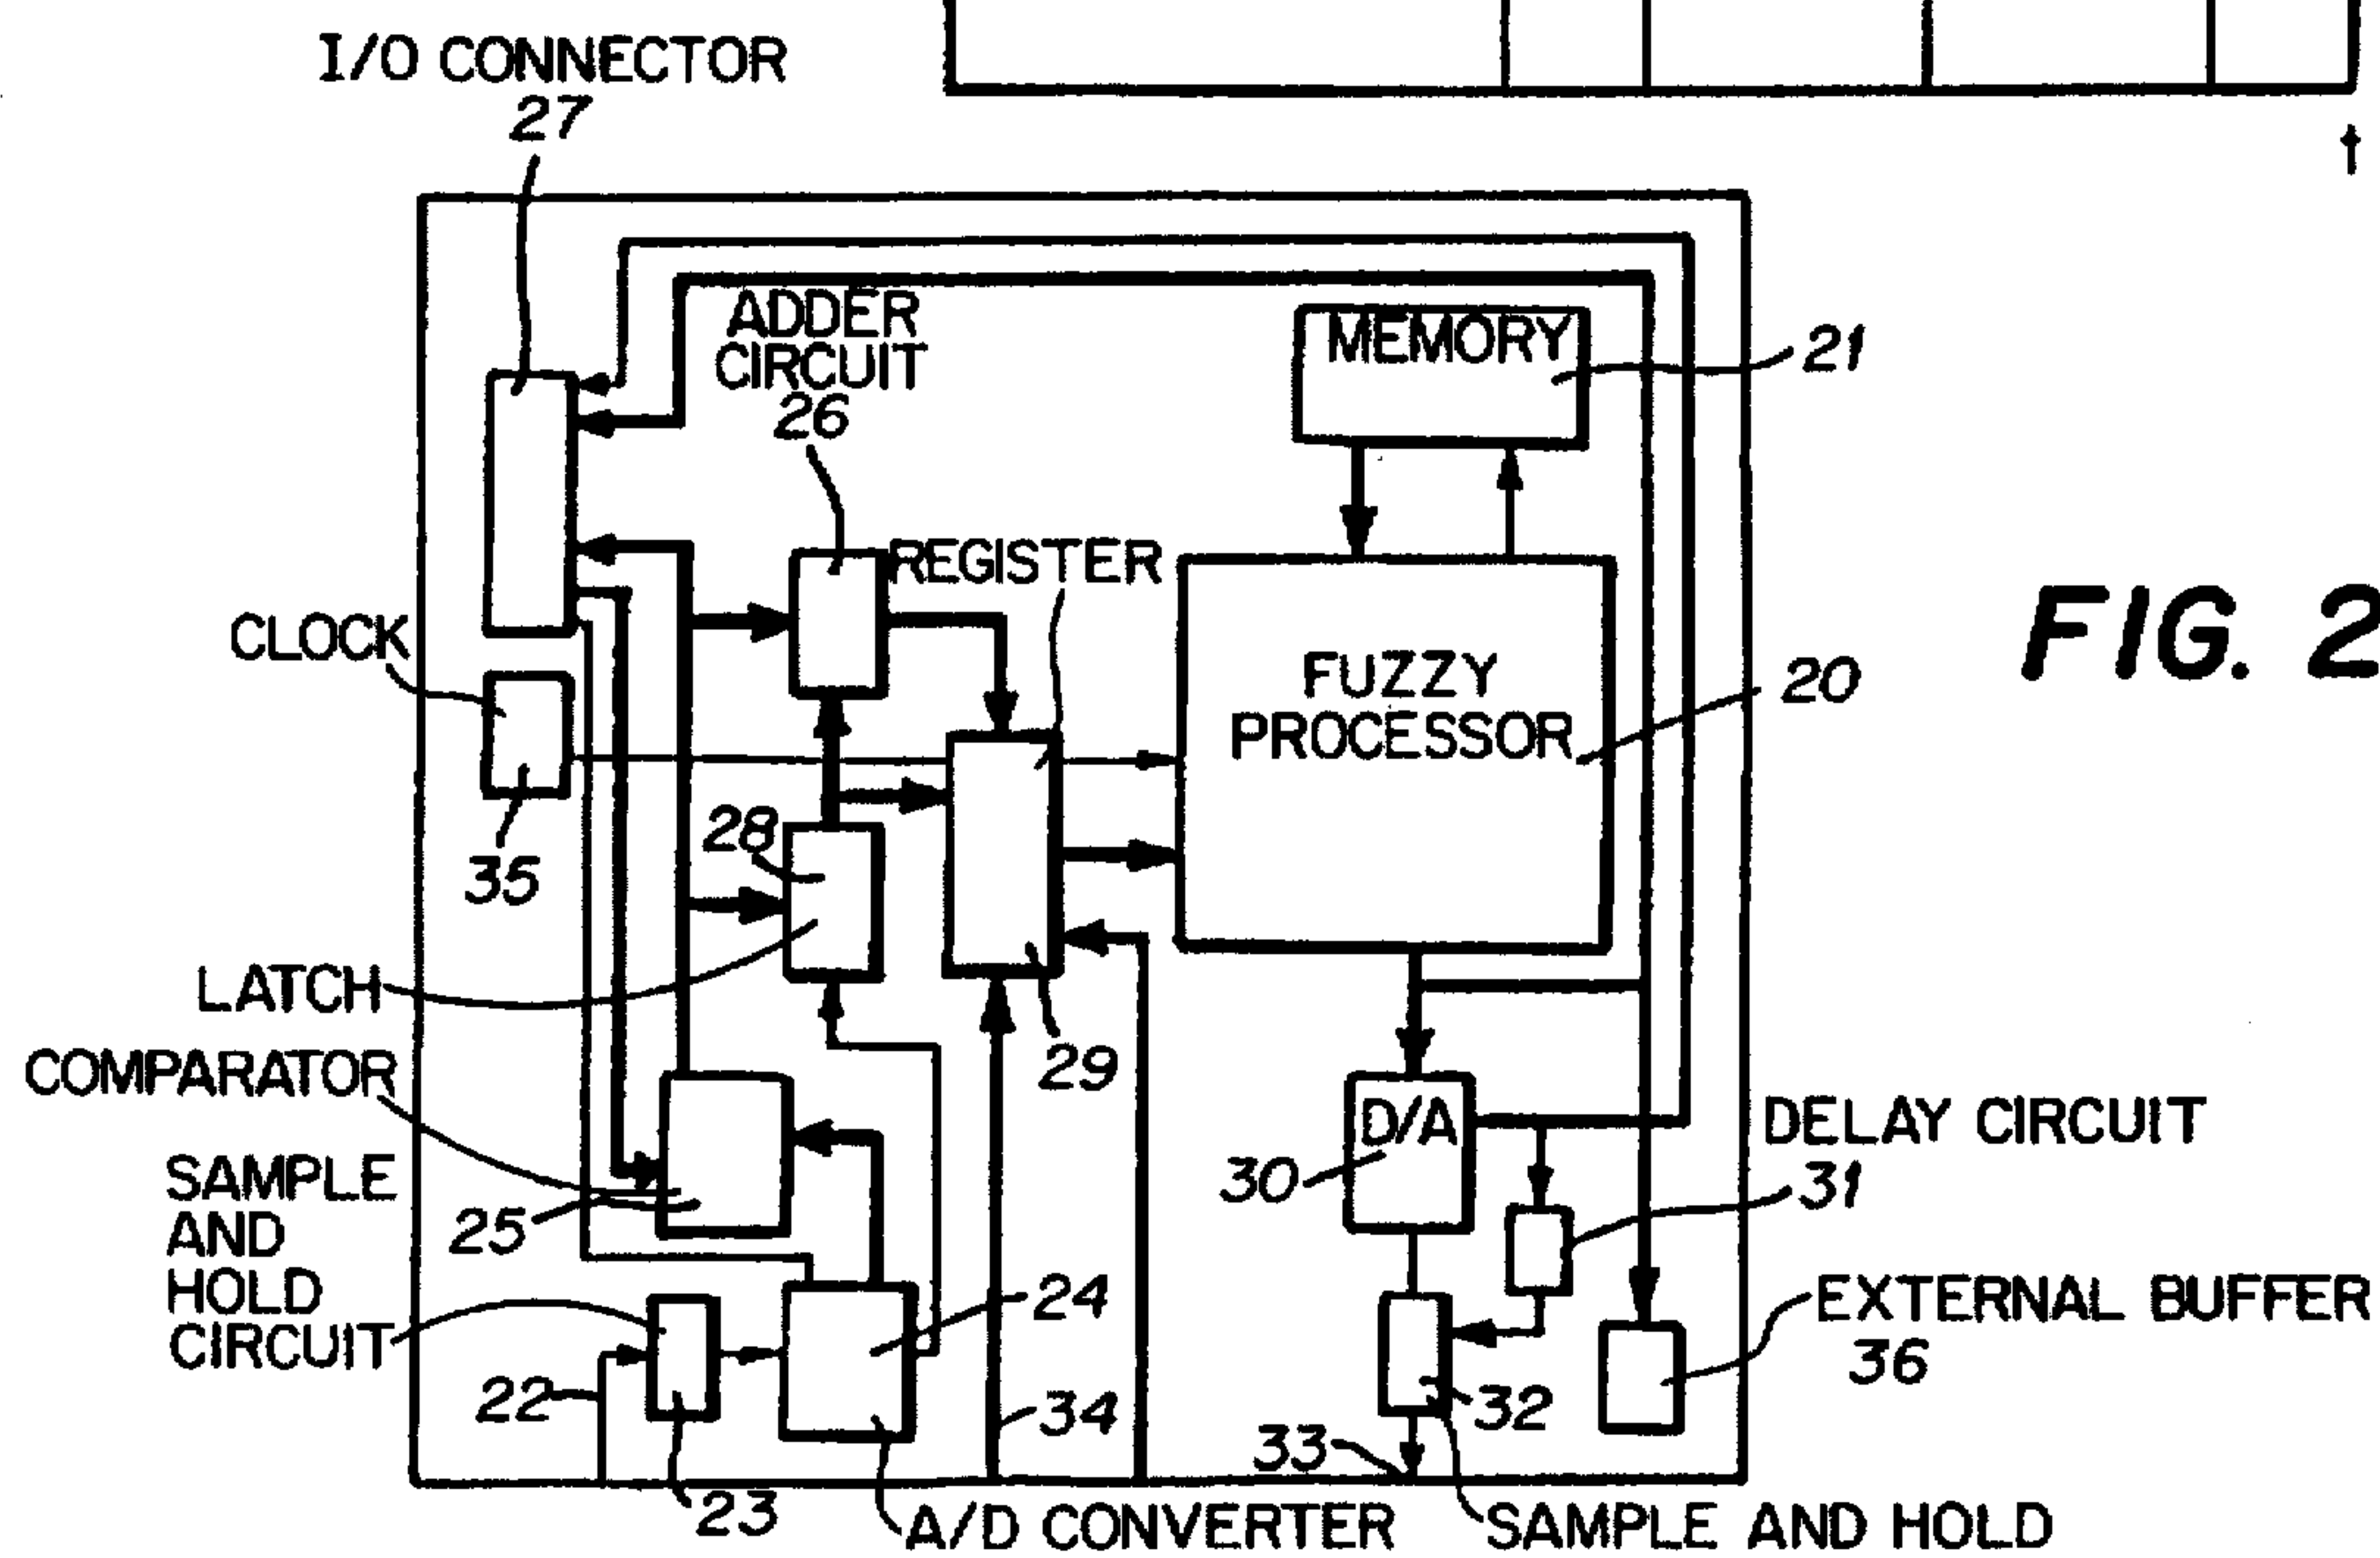 I/O CONNECTOR
27
t
ADDER
CIRCUIT
26
MEMORY
21
REGISTER
CLOCK
FUZZY
PROCESSOR
20
FIG. 2
28
35
LATCH
29
COMPARATOR
D/A
30
DELAY CIRCUIT
31
SAMPLE
AND
HOLD
CIRCUIT
25
24
EXTERNAL BUFFER
36
22
34
32
33
23
A/D CONVERTER
SAMPLE AND HOLD